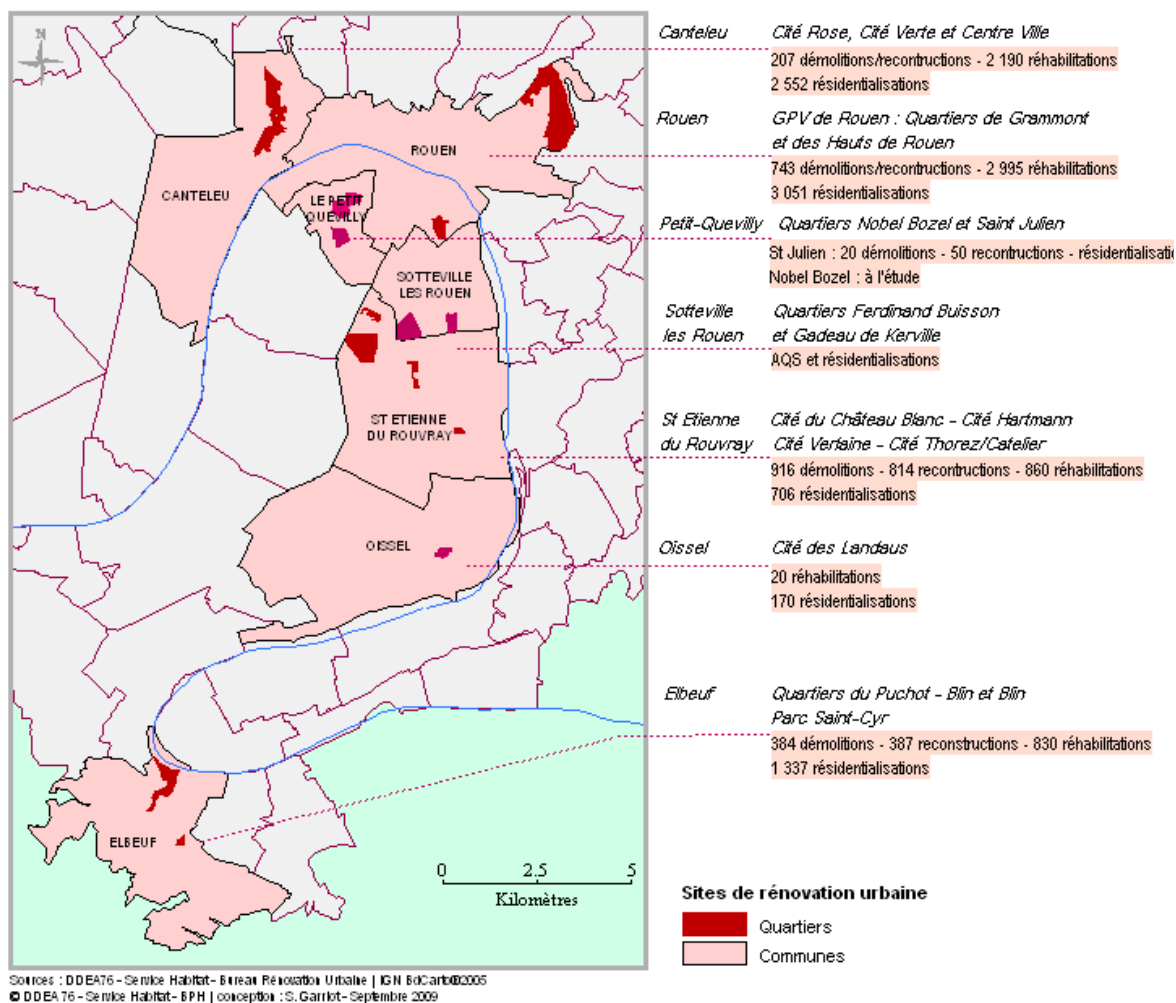 N
ROUEN
CANTELEU
LE PETIT
QUEVILLY
SOTTEVILLE
LES ROUEN
ST ETIENNE
DU ROUVRAY
OISSEL
ELBEUF
0 2.5 5
Kilomètres
Canteleu Cité Rose, Cité Verte et Centre Ville
207 démolitions/recontructions - 2 190 réhabilitations
2 552 résidentialisations
Rouen GPV de Rouen : Quartiers de Grammont
et des Hauts de Rouen
743 démolitions/recontructions - 2 995 réhabilitations
3 051 résidentialisations
Petit-Quevilly Quartiers Nobel Bozel et Saint Julien
St Julien : 20 démolitions - 50 recontructions - résidentialisatio
Nobel Bozel : à l'étude
Sotteville Quartiers Ferdinand Buisson
les Rouen et Gadeau de Kerville
AQS et résidentialisations
St Etienne Cité du Château Blanc - Cité Hartmann
du Rouvray Cité Verlaine - Cité Thorez/Catelier
916 démolitions - 814 recontructions - 860 réhabilitations
706 résidentialisations
Oissel Cité des Landaus
20 réhabilitations
170 résidentialisations
Elbeuf Quartiers du Puchot - Blin et Blin
Parc Saint-Cyr
384 démolitions - 387 reconstructions - 830 réhabilitations
1 337 résidentialisations
Sites de rénovation urbaine
Quartiers
Communes
Sources : DDEA76 - Service Habitat - Bureau Rénovation Urbaine | IGN BdCarto©2005
© DDEA 76 - Service Habitat - BPH | conception : S. Garriot - Septembre 2009